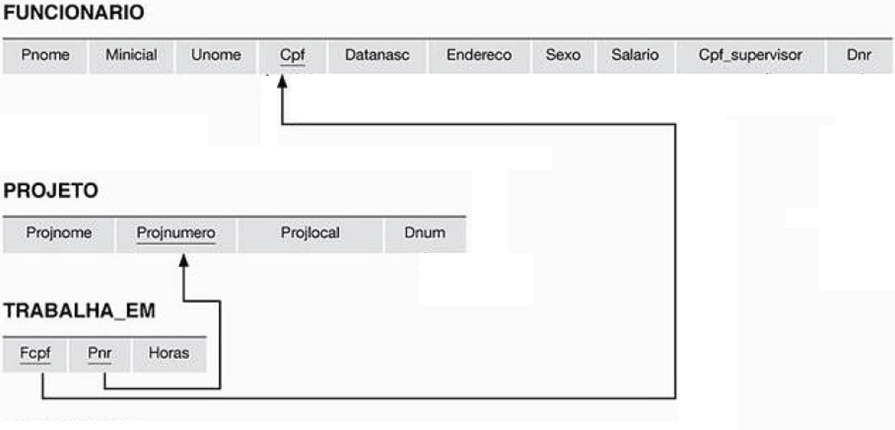 FUNCIONARIO
Pnome Minicial Unome Cpf Datanasc Endereco Sexo Salario Cpf_supervisor Dnr
PROJETO
Projnome Projnumero Projlocal Dnum
TRABALHA_EM
Fcpf Pnr Horas